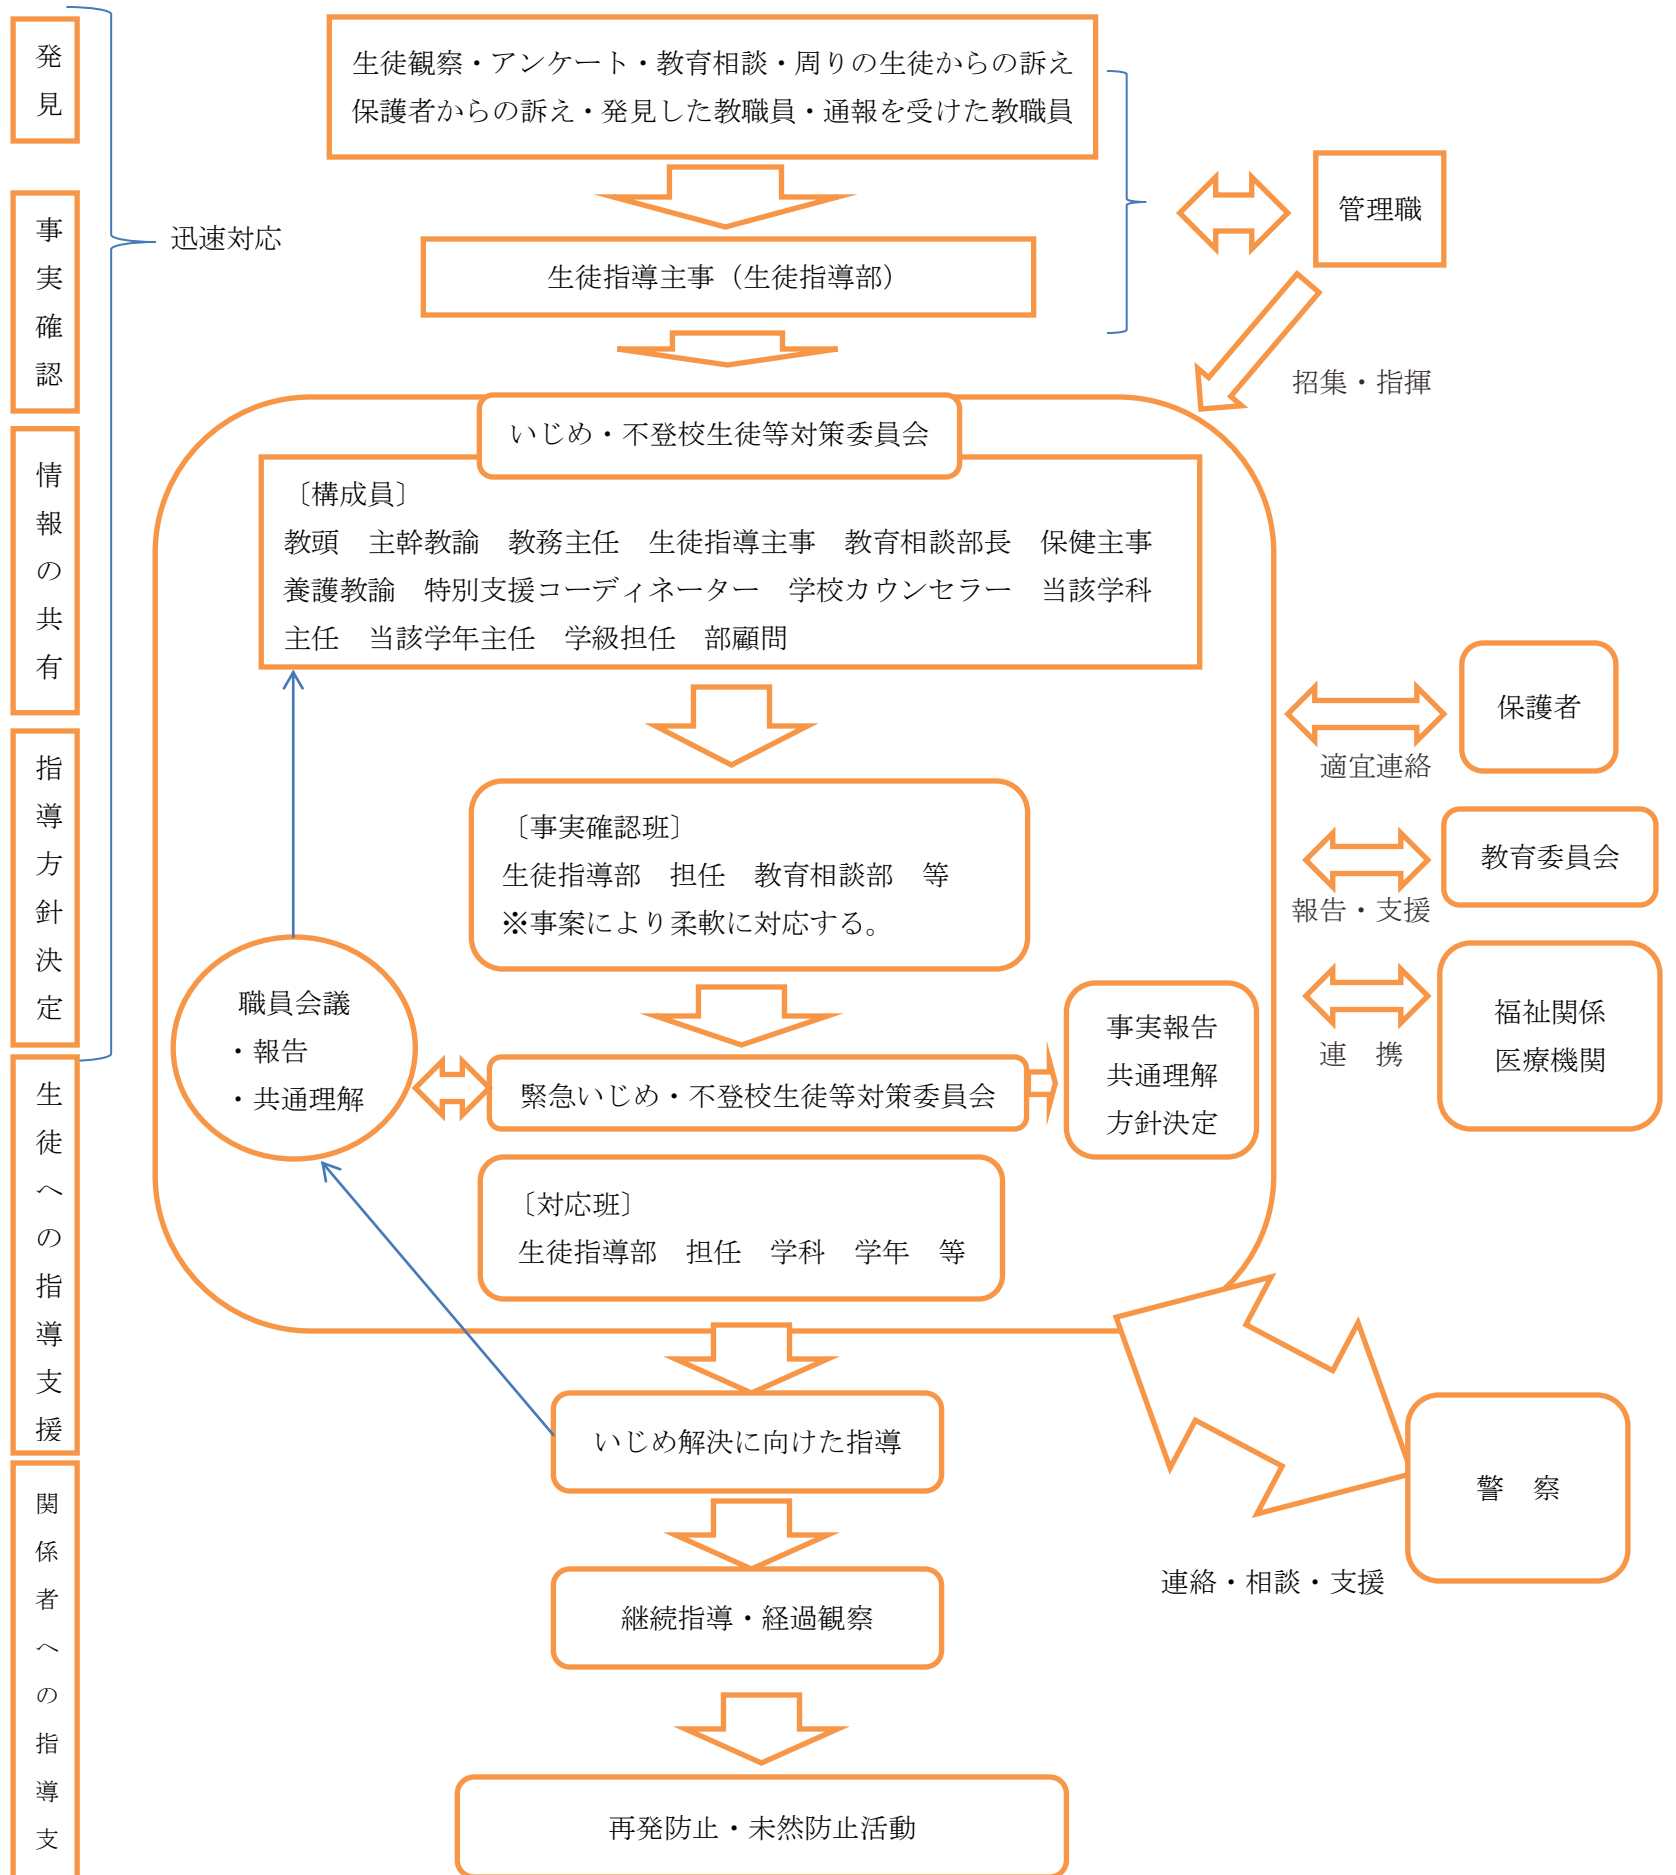 発見
事実確認
情報の共有
指導方針決定
生徒への指導支援
関係者への指導支
迅速対応
生徒観察・アンケート・教育相談・周りの生徒からの訴え
保護者からの訴え・発見した教職員・通報を受けた教職員
管理職
生徒指導主事（生徒指導部）
招集・指揮
いじめ・不登校生徒等対策委員会
〔構成員〕
教頭　主幹教諭　教務主任　生徒指導主事　教育相談部長　保健主事
養護教諭　特別支援コーディネーター　学校カウンセラー　当該学科
主任　当該学年主任　学級担任　部顧問
保護者
適宜連絡
〔事実確認班〕
生徒指導部　担任　教育相談部　等
※事案により柔軟に対応する。
教育委員会
報告・支援
福祉関係
医療機関
連　携
職員会議
・報告
・共通理解
緊急いじめ・不登校生徒等対策委員会
事実報告
共通理解
方針決定
〔対応班〕
生徒指導部　担任　学科　学年　等
いじめ解決に向けた指導
警　察
連絡・相談・支援
継続指導・経過観察
再発防止・未然防止活動